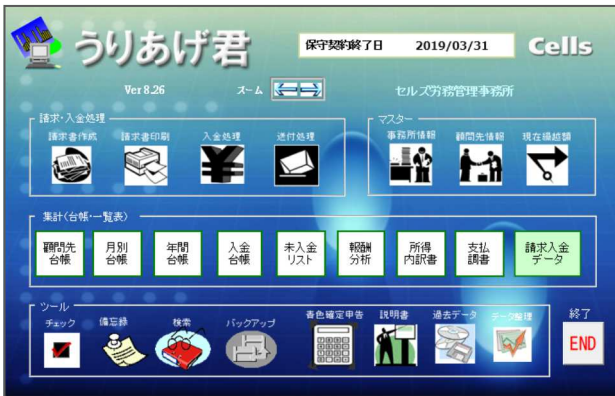 うりあげ君
保守契約終了日 2019/03/31
Cells
Ver 8.26
ズーム
セルズ労務管理事務所
請求・入金処理
請求書作成 請求書印刷 入金処理 送付処理
マスター
事務所情報 顧問先情報 現在繰越額
集計(台帳・一覧表)
顧問先台帳 月別台帳 年間台帳 入金台帳 未入金リスト 報酬分析 所得内訳書 支払調書 請求入金データ
ツール
チェック 備忘録 検索 バックアップ 青色確定申告 説明書 過去データ データ整理
終了
END